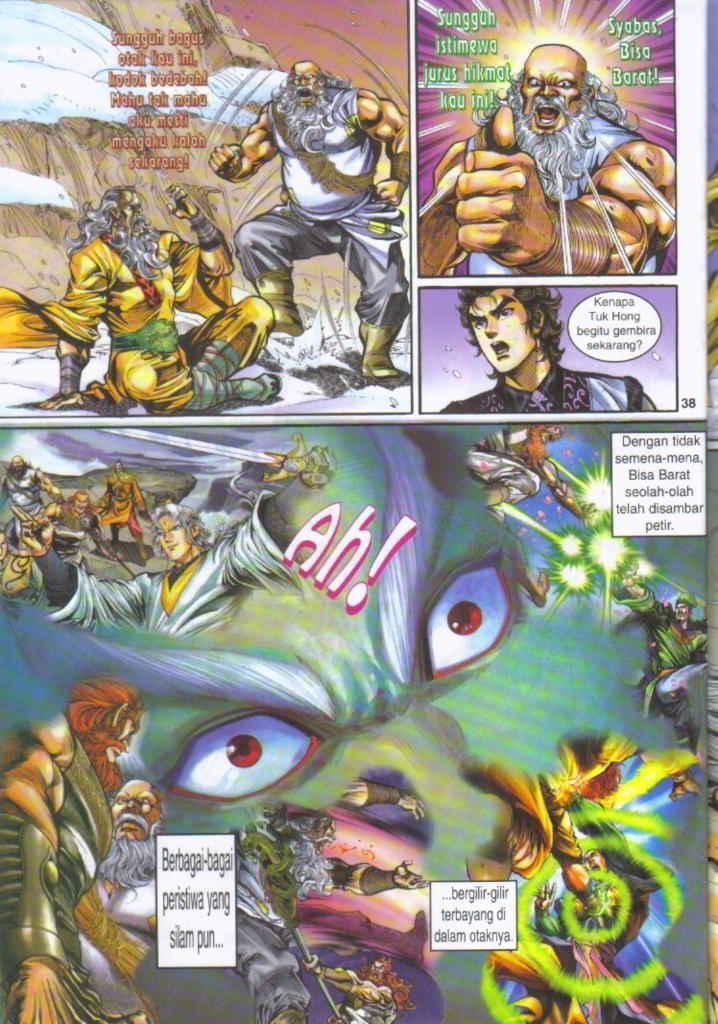 Sungguh bagus
otak kau ini,
kodok bedebah!
Mahu tak mahu
aku mesti
mengaku kalah
sekarang!
Sungguh
istimewa
jurus hikmat
kau ini!
Syabas,
Bisa
Barat!
Kenapa
Tuk Hong
begitu gembira
sekarang?
38
Dengan tidak
semena-mena,
Bisa Barat
seolah-olah
telah disambar
petir.
Ah!
Berbagai-bagai
peristiwa yang
silam pun...
...bergilir-gilir
terbayang di
dalam otaknya.